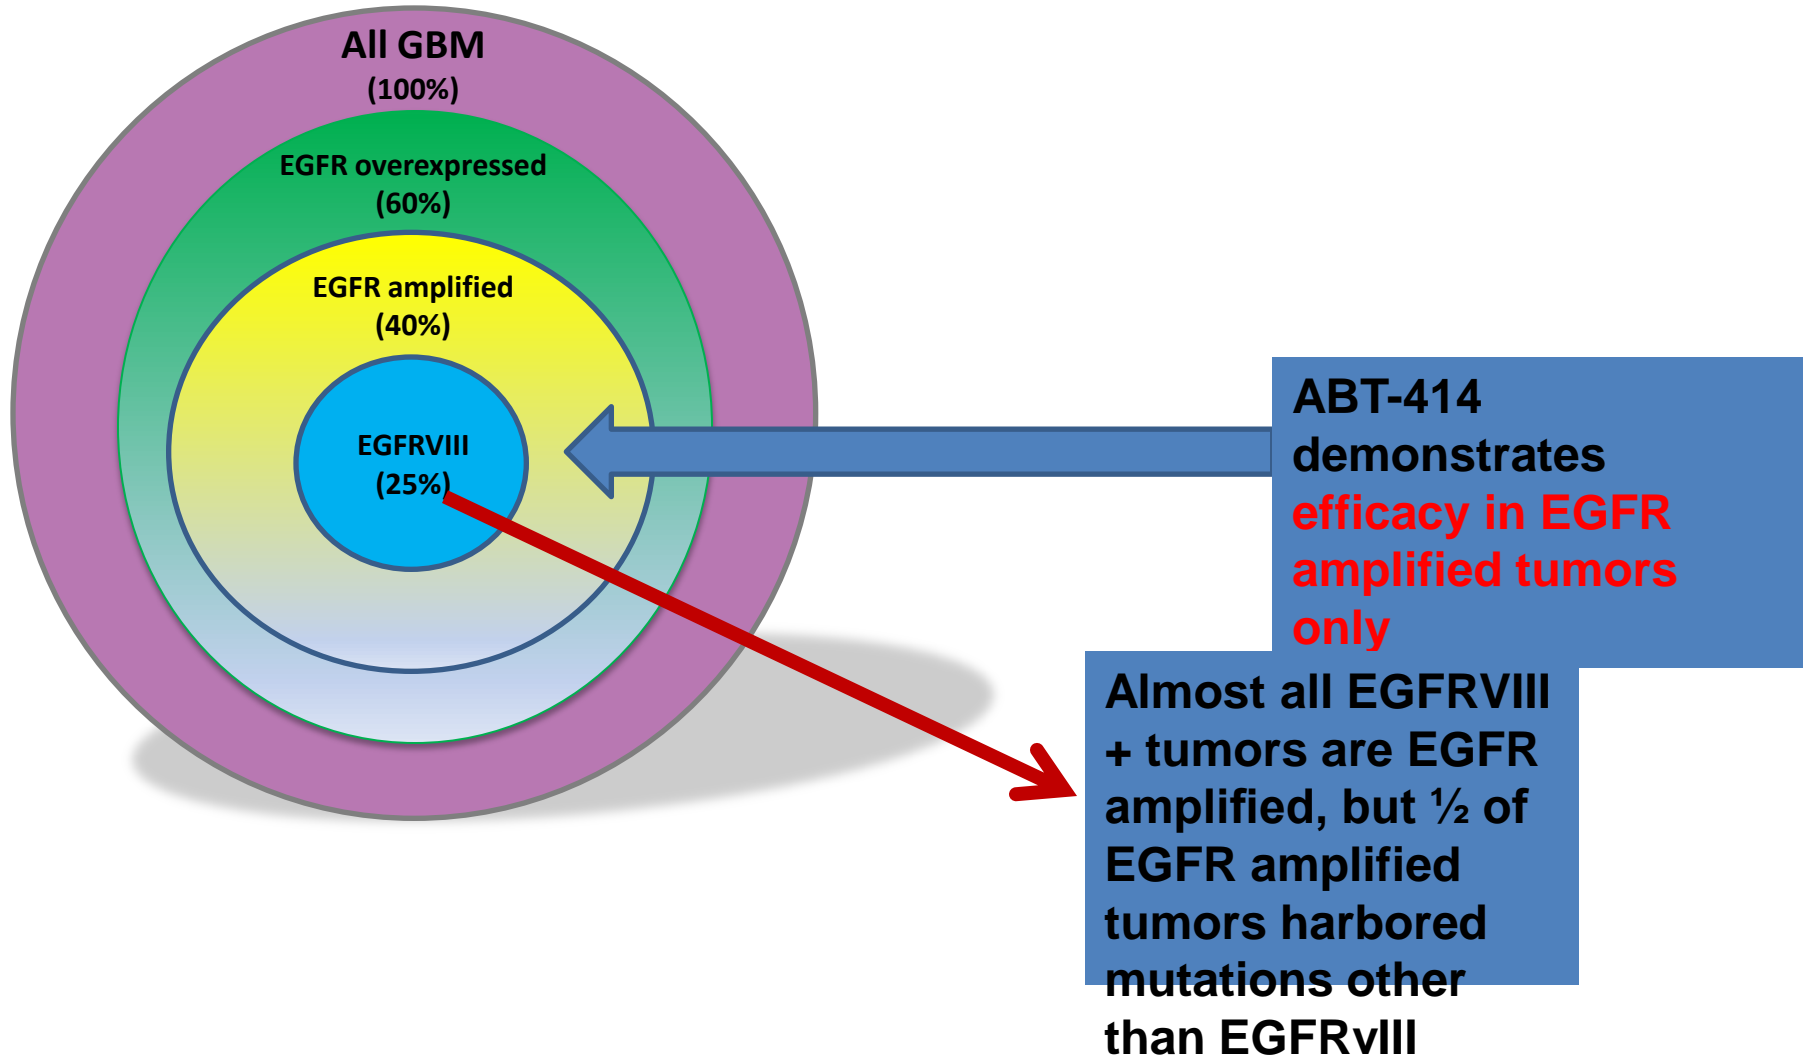 All GBM
(100%)
EGFR overexpressed
(60%)
EGFR amplified
(40%)
EGFRVIII
(25%)
ABT-414
demonstrates
efficacy in EGFR
amplified tumors
only
Almost all EGFRVIII
+ tumors are EGFR
amplified, but ½ of
EGFR amplified
tumors harbored
mutations other
than EGFRvIII